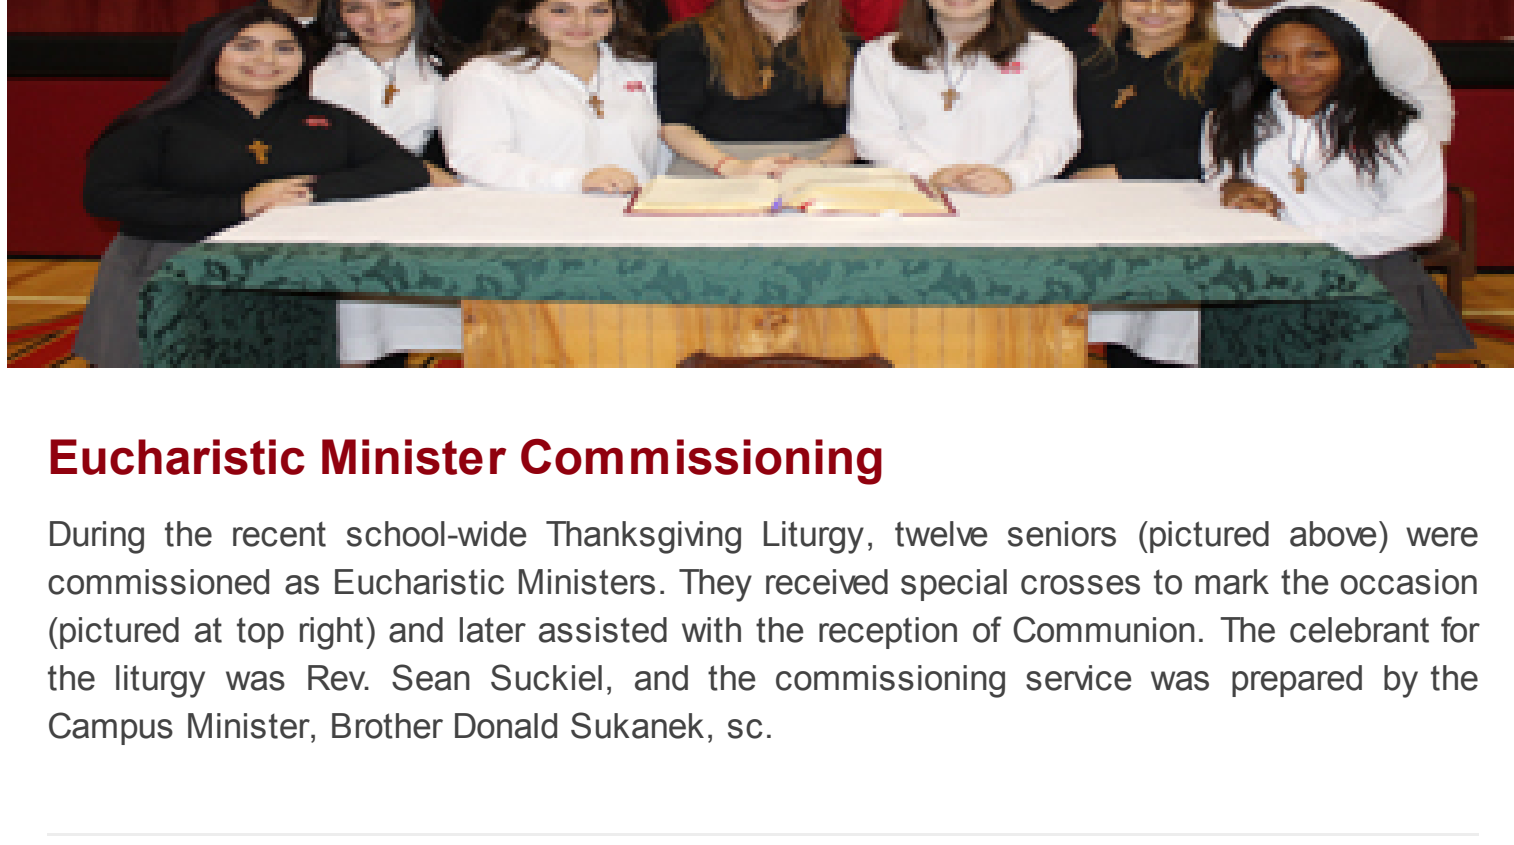 Eucharistic Minister Commissioning
During the recent school-wide Thanksgiving Liturgy, twelve seniors (pictured above) were
commissioned as Eucharistic Ministers. They received special crosses to mark the occasion
(pictured at top right) and later assisted with the reception of Communion. The celebrant for
the liturgy was Rev. Sean Suckiel, and the commissioning service was prepared by the
Campus Minister, Brother Donald Sukanek, sc.